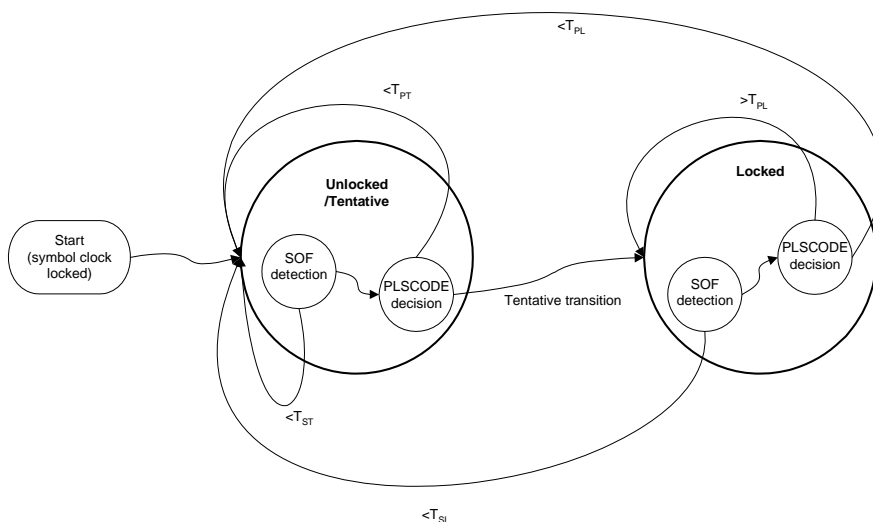 <T_PL
<T_PT
>T_PL
Unlocked
/Tentative
Locked
Start
(symbol clock
locked)
SOF
detection
PLSCODE
decision
Tentative transition
SOF
detection
PLSCODE
decision
<T_ST
<T_SL